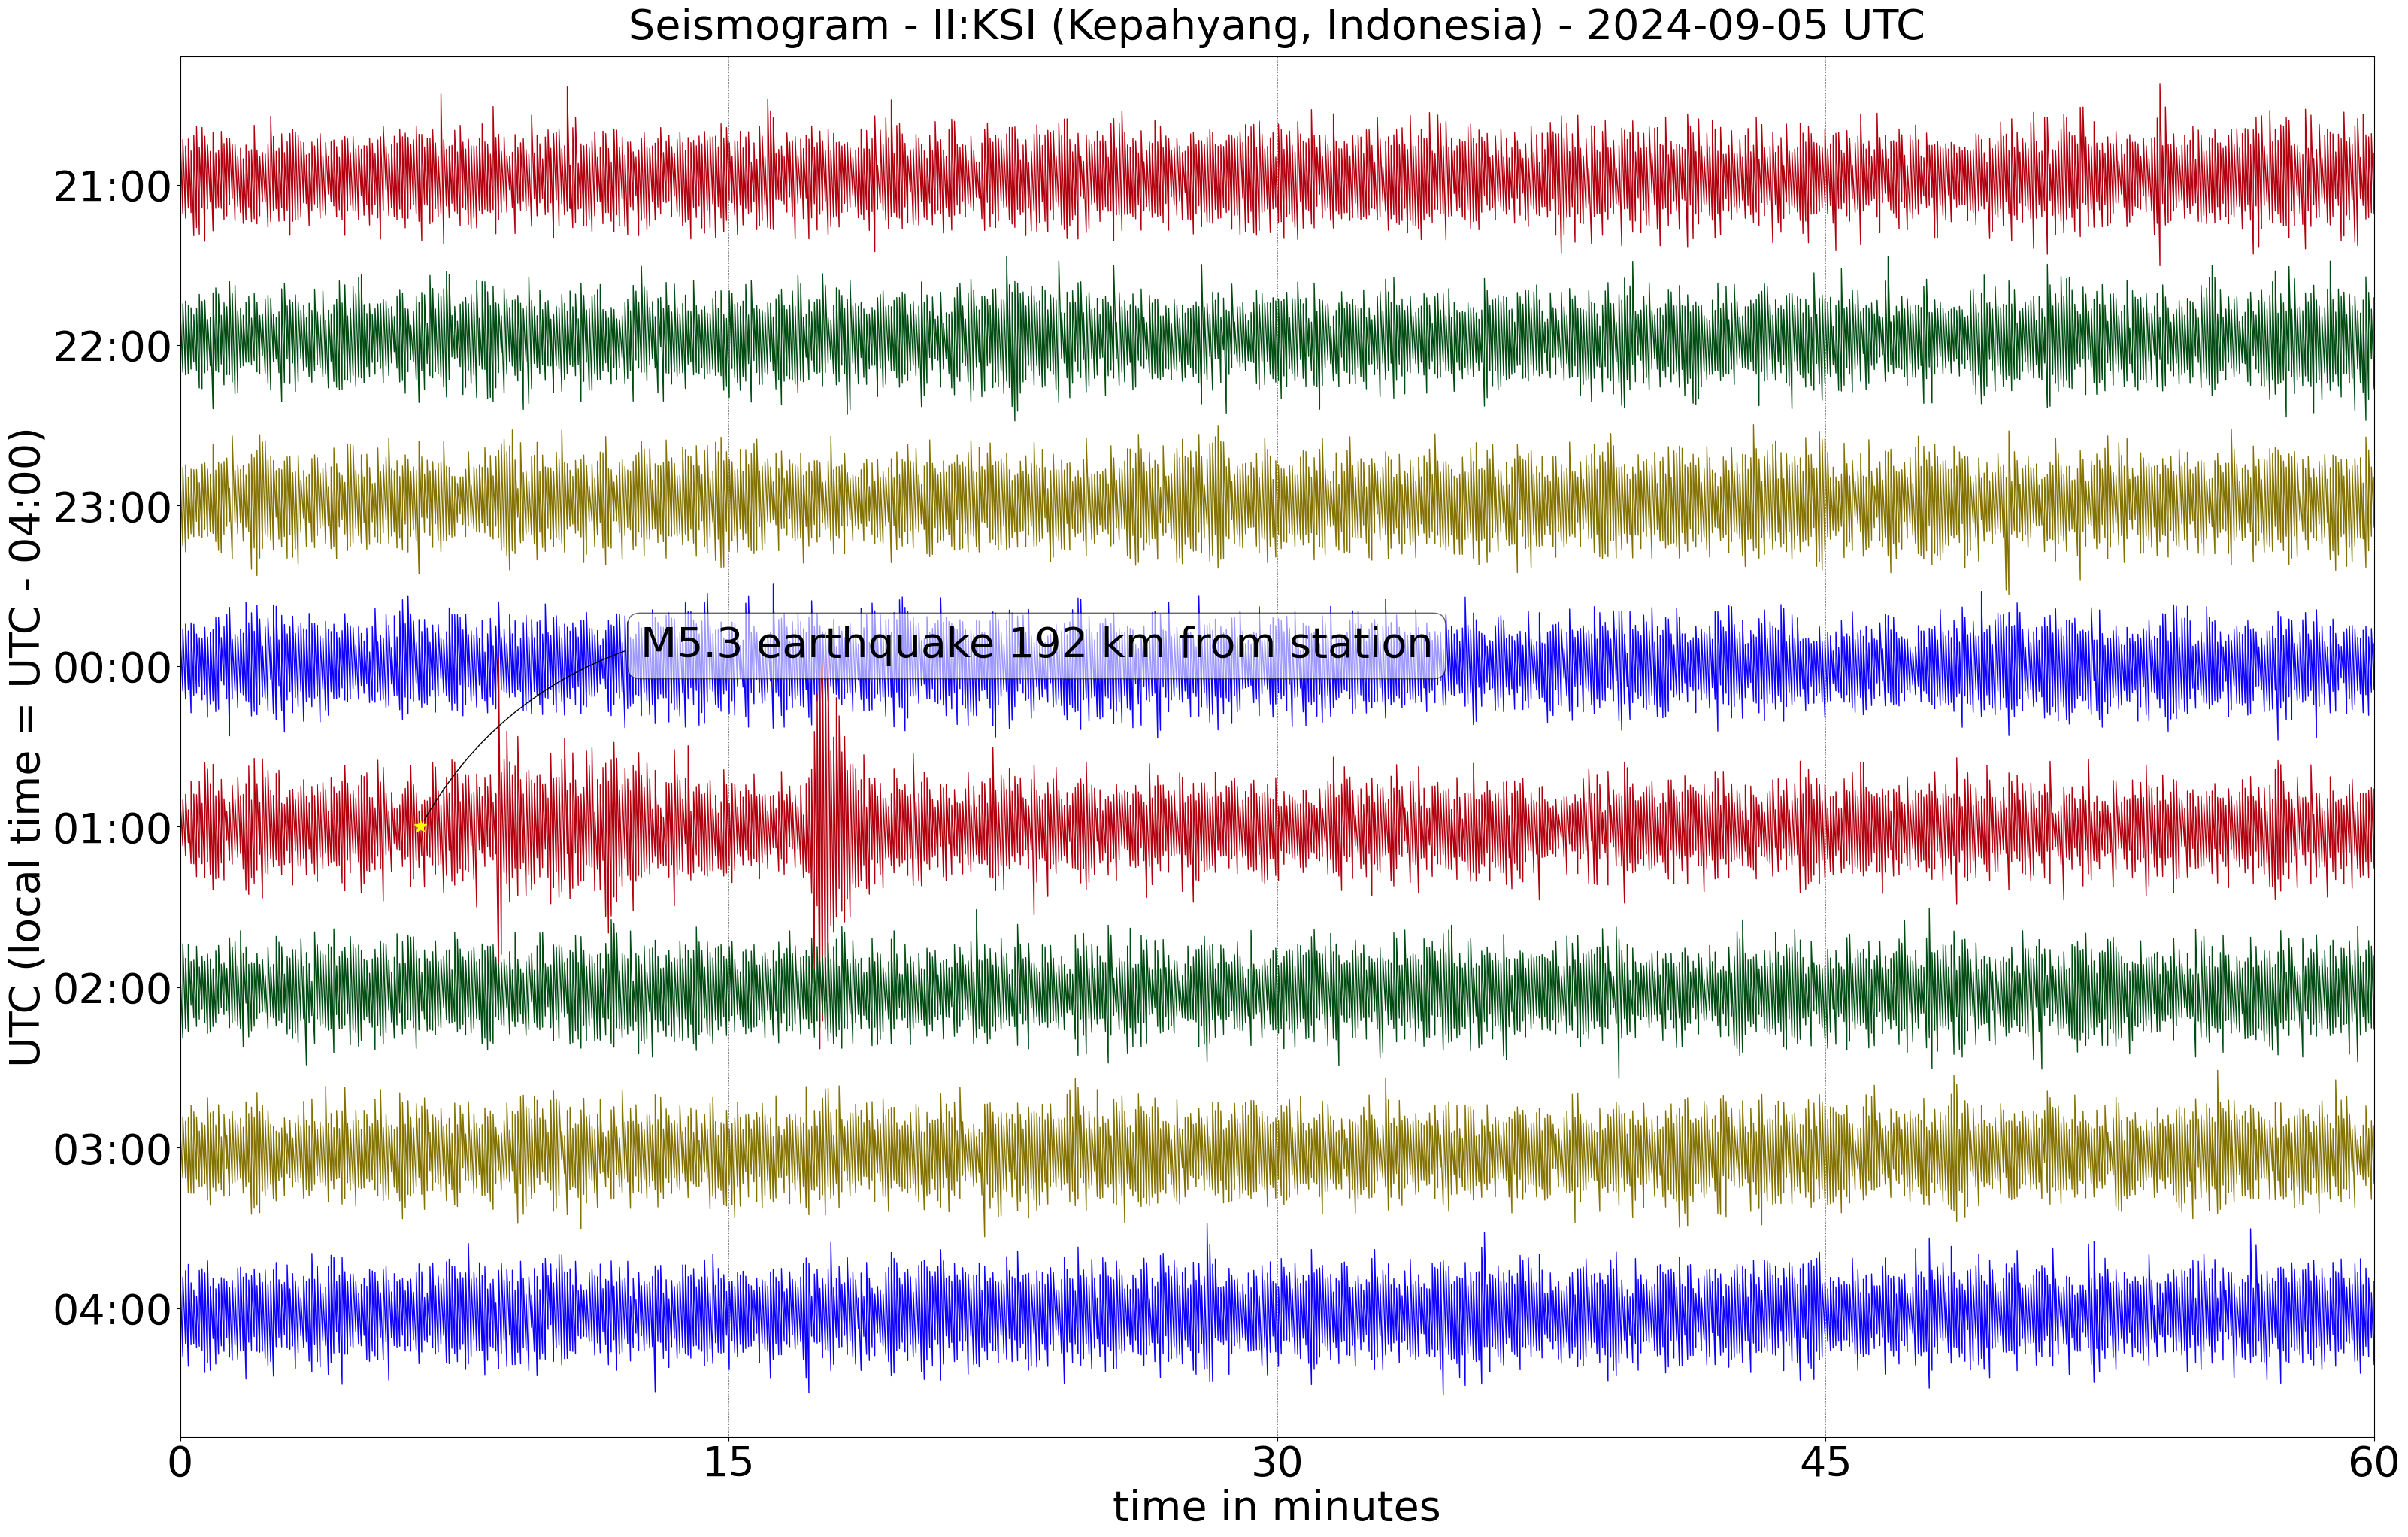 Seismogram - II:KSI (Kepahyang, Indonesia) - 2024-09-05 UTC
UTC (local time = UTC - 04:00)
21:00
22:00
23:00
00:00
M5.3 earthquake 192 km from station
01:00
02:00
03:00
04:00
0 15 30 45 60
time in minutes